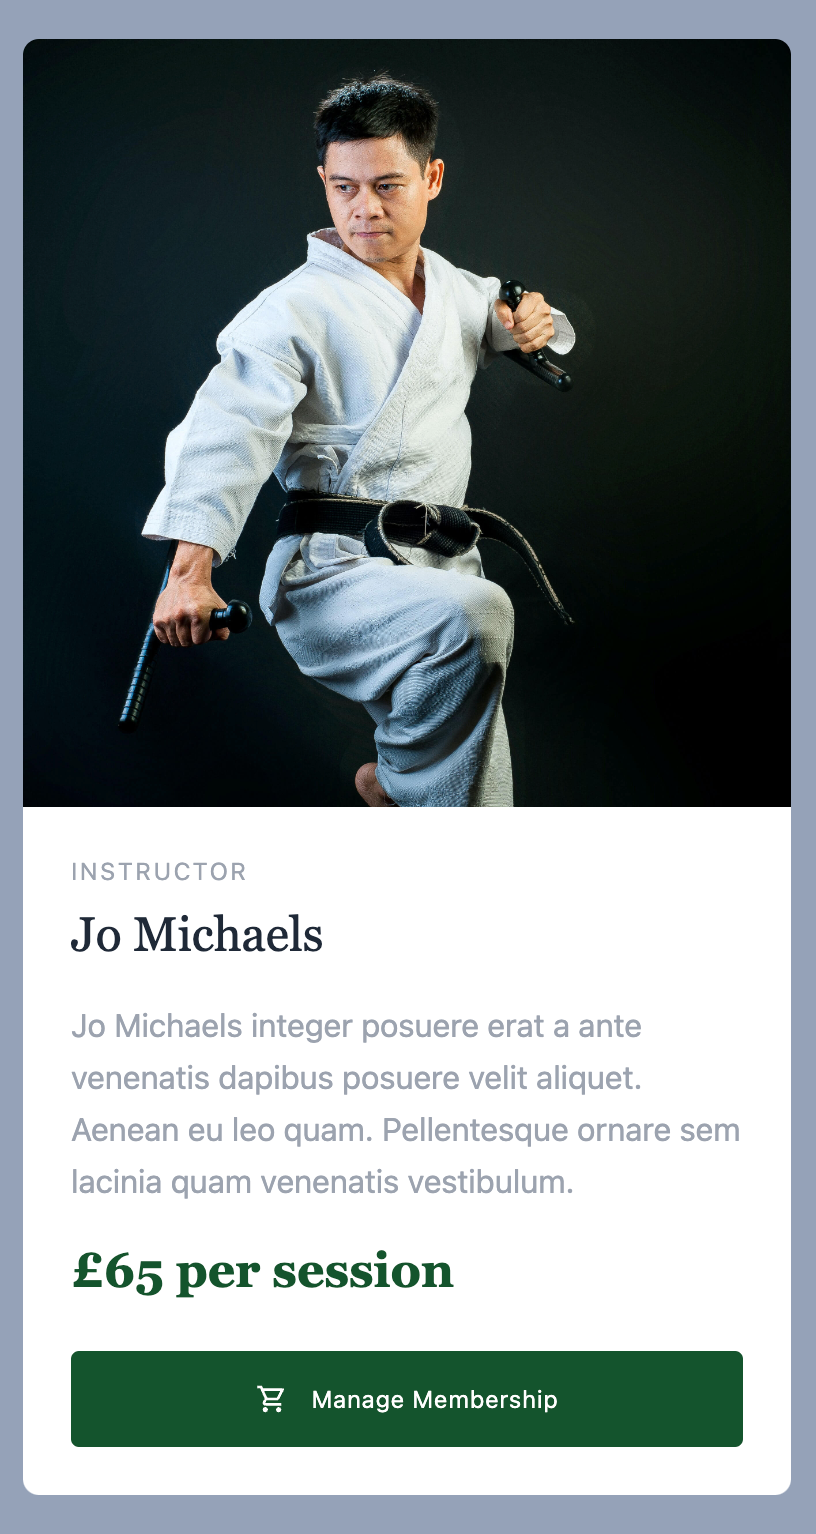 INSTRUCTOR
Jo Michaels
Jo Michaels integer posuere erat a ante
venenatis dapibus posuere velit aliquet.
Aenean eu leo quam. Pellentesque ornare sem
lacinia quam venenatis vestibulum.
£65 per session
Manage Membership